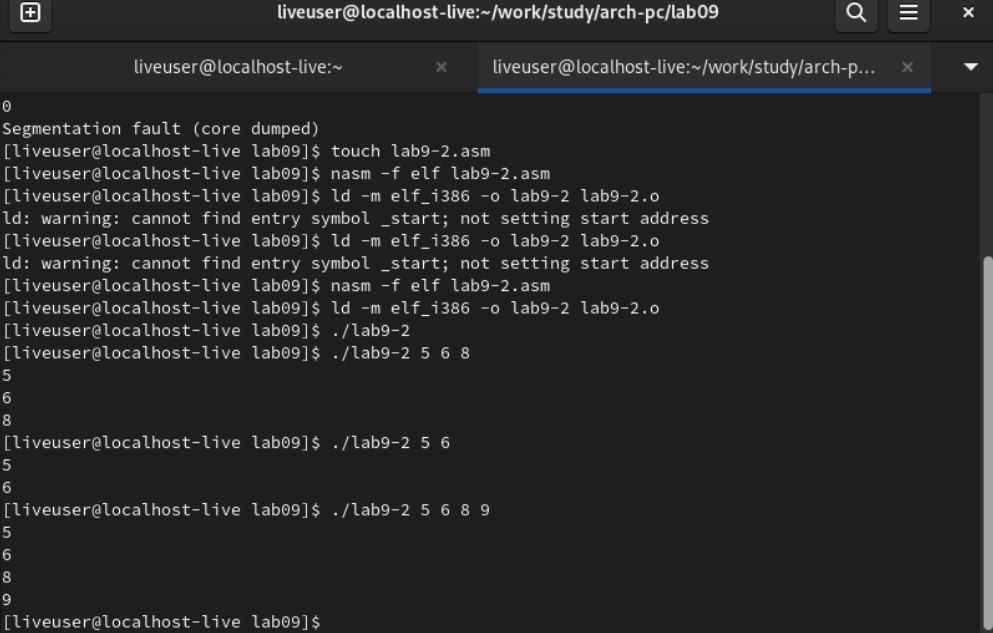 liveuser@localhost-live:~/work/study/arch-pc/lab09
liveuser@localhost-live:~
liveuser@localhost-live:~/work/study/arch-p...
0
Segmentation fault (core dumped)
[liveuser@localhost-live lab09]$ touch lab9-2.asm
[liveuser@localhost-live lab09]$ nasm -f elf lab9-2.asm
[liveuser@localhost-live lab09]$ ld -m elf_i386 -o lab9-2 lab9-2.o
ld: warning: cannot find entry symbol _start; not setting start address
[liveuser@localhost-live lab09]$ ld -m elf_i386 -o lab9-2 lab9-2.o
ld: warning: cannot find entry symbol _start; not setting start address
[liveuser@localhost-live lab09]$ nasm -f elf lab9-2.asm
[liveuser@localhost-live lab09]$ ld -m elf_i386 -o lab9-2 lab9-2.o
[liveuser@localhost-live lab09]$ ./lab9-2
[liveuser@localhost-live lab09]$ ./lab9-2 5 6 8
5
6
8
[liveuser@localhost-live lab09]$ ./lab9-2 5 6
5
6
[liveuser@localhost-live lab09]$ ./lab9-2 5 6 8 9
5
6
8
9
[liveuser@localhost-live lab09]$